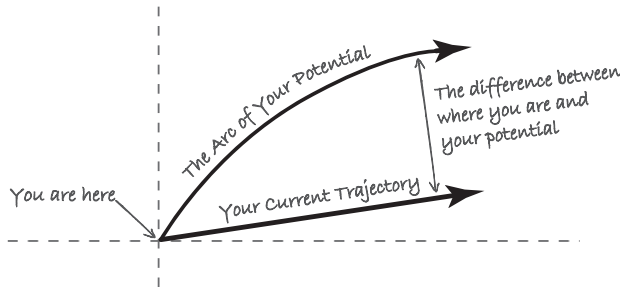 The Arc of Your Potential
The difference between
where you are and
your potential
You are here
Your Current Trajectory